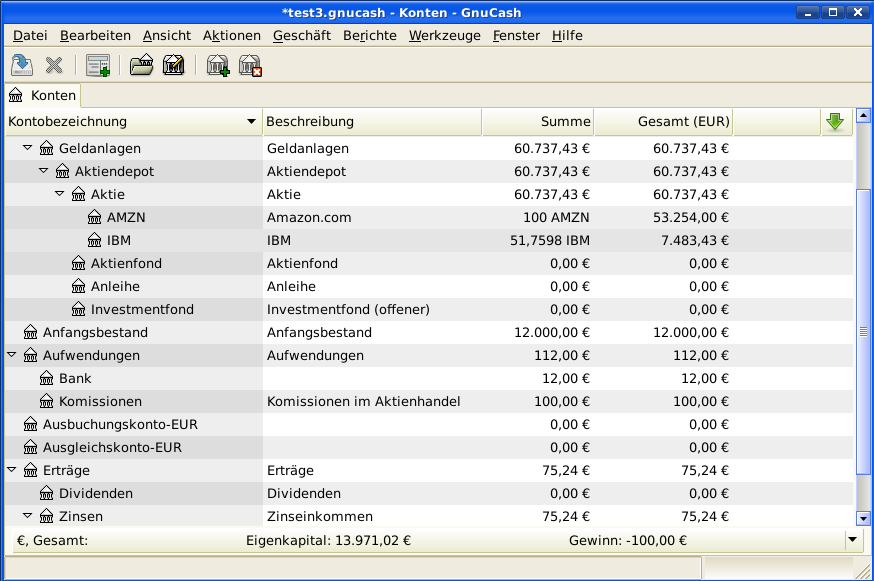 *test3.gnucash - Konten - GnuCash
Datei Bearbeiten Ansicht Aktionen Geschäft Berichte Werkzeuge Fenster Hilfe
Konten
Kontobezeichnung Beschreibung Summe Gesamt (EUR)
Geldanlagen Geldanlagen 60.737,43 € 60.737,43 €
Aktiendepot Aktiendepot 60.737,43 € 60.737,43 €
Aktie Aktie 60.737,43 € 60.737,43 €
AMZN Amazon.com 100 AMZN 53.254,00 €
IBM IBM 51,7598 IBM 7.483,43 €
Aktienfond Aktienfond 0,00 € 0,00 €
Anleihe Anleihe 0,00 € 0,00 €
Investmentfond Investmentfond (offener) 0,00 € 0,00 €
Anfangsbestand Anfangsbestand 12.000,00 € 12.000,00 €
Aufwendungen Aufwendungen 112,00 € 112,00 €
Bank 12,00 € 12,00 €
Komissionen Komissionen im Aktienhandel 100,00 € 100,00 €
Ausbuchungskonto-EUR 0,00 € 0,00 €
Ausgleichskonto-EUR 0,00 € 0,00 €
Erträge Erträge 75,24 € 75,24 €
Dividenden Dividenden 0,00 € 0,00 €
Zinsen Zinseinkommen 75,24 € 75,24 €
€, Gesamt: Eigenkapital: 13.971,02 € Gewinn: -100,00 €